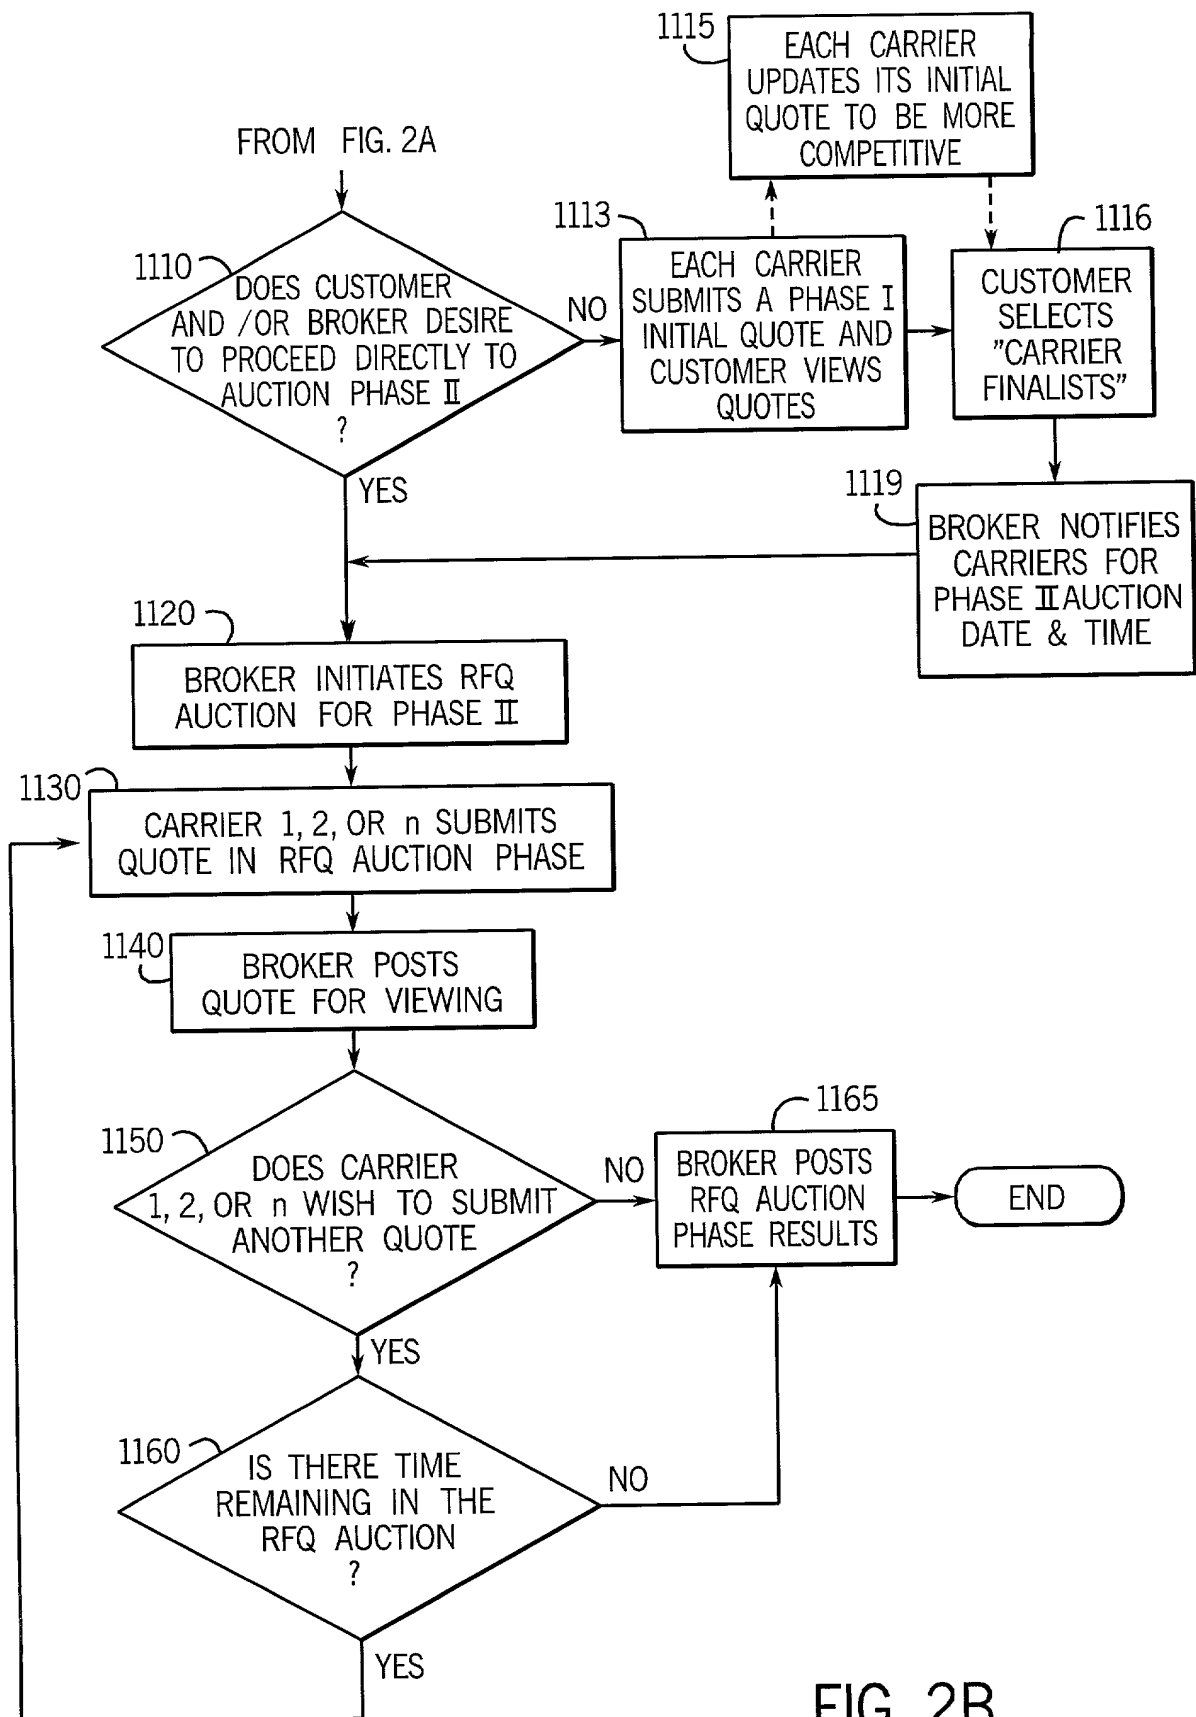 1115
EACH CARRIER
UPDATES ITS INITIAL
QUOTE TO BE MORE
COMPETITIVE
FROM FIG. 2A
1110
DOES CUSTOMER
AND /OR BROKER DESIRE
TO PROCEED DIRECTLY TO
AUCTION PHASE II
?
NO
YES
1113
EACH CARRIER
SUBMITS A PHASE I
INITIAL QUOTE AND
CUSTOMER VIEWS
QUOTES
1116
CUSTOMER
SELECTS
"CARRIER
FINALISTS"
1119
BROKER NOTIFIES
CARRIERS FOR
PHASE II AUCTION
DATE & TIME
1120
BROKER INITIATES RFQ
AUCTION FOR PHASE II
1130
CARRIER 1, 2, OR n SUBMITS
QUOTE IN RFQ AUCTION PHASE
1140
BROKER POSTS
QUOTE FOR VIEWING
1150
DOES CARRIER
1, 2, OR n WISH TO SUBMIT
ANOTHER QUOTE
?
NO
YES
1165
BROKER POSTS
RFQ AUCTION
PHASE RESULTS
END
1160
IS THERE TIME
REMAINING IN THE
RFQ AUCTION
?
NO
YES
FIG. 2B